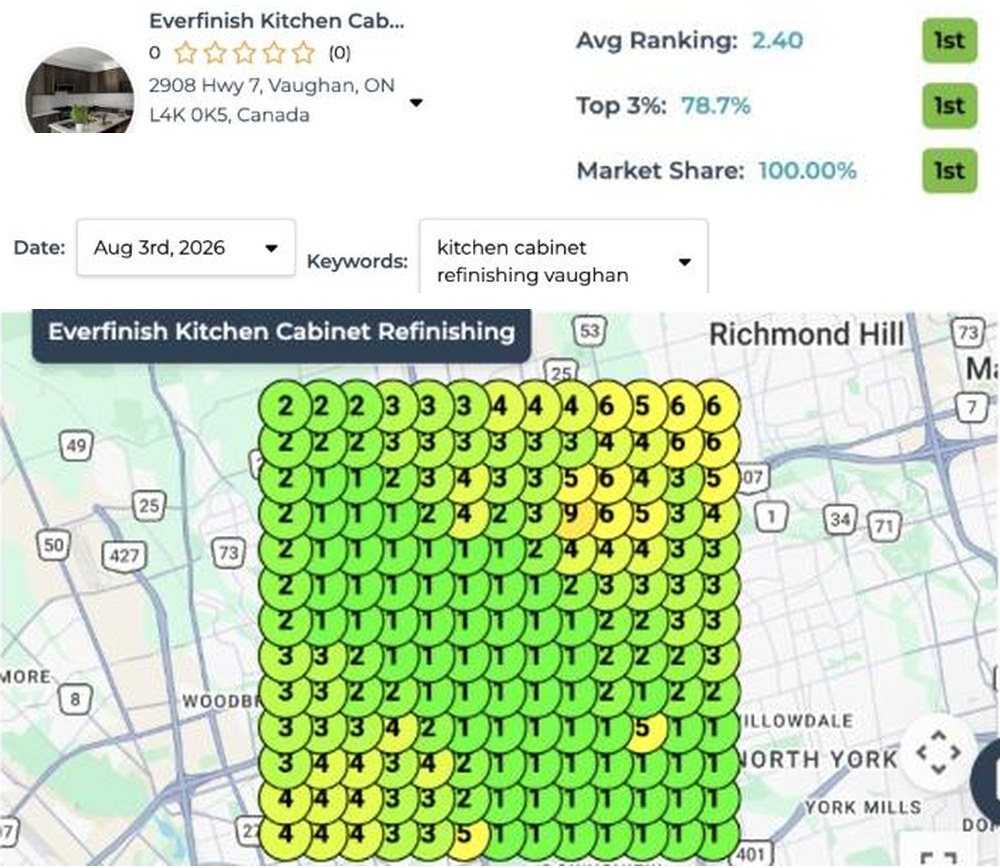 Everfinish Kitchen Cab...
0 (0)
2908 Hwy 7, Vaughan, ON
L4K 0K5, Canada
Avg Ranking: 2.40 1st
Top 3%: 78.7% 1st
Market Share: 100.00% 1st
Date: Aug 3rd, 2026
Keywords: kitchen cabinet
refinishing vaughan
Everfinish Kitchen Cabinet Refinishing
53
Richmond Hill
73
25
7
2 2 2 3 3 3 4 4 4 6 5 6 6
49
2 2 2 3 3 3 3 3 3 4 4 6 6
2 1 1 2 3 4 3 3 5 6 4 3 5
07
25
2 1 1 1 2 4 2 3 9 6 5 3 4
1
34
71
50
427
73
2 1 1 1 1 1 1 2 4 4 4 3 3
2 1 1 1 1 1 1 1 2 3 3 3 3
2 1 1 1 1 1 1 1 1 2 2 3 3
3 3 2 1 1 1 1 1 1 2 2 2 3
MORE
8
WOODB
3 3 2 2 1 1 1 1 1 2 1 2 2
3 3 3 4 2 1 1 1 1 1 5 1 1
ILLOWDALE
3 4 4 3 4 2 1 1 1 1 1 1 1
NORTH YORK
4 4 4 3 3 2 1 1 1 1 1 1 1
YORK MILLS
4 4 4 3 3 5 1 1 1 1 1 1 1
07
27
DO
401